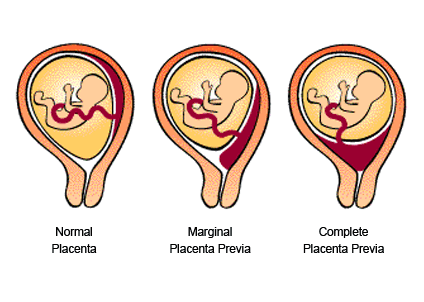 Normal
Placenta
Marginal
Placenta Previa
Complete
Placenta Previa